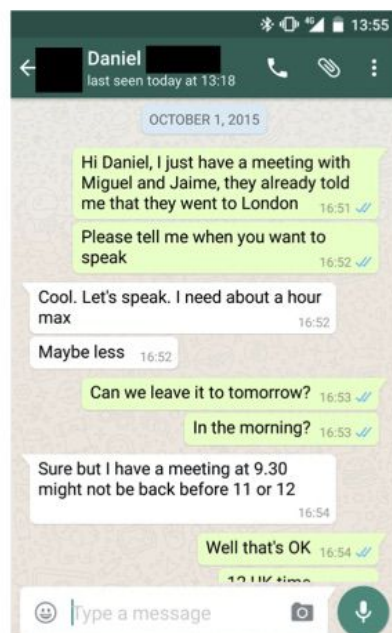 4G 13:55
Daniel
last seen today at 13:18
OCTOBER 1, 2015
Hi Daniel, I just have a meeting with
Miguel and Jaime, they already told
me that they went to London 16:51
Please tell me when you want to
speak 16:52
Cool. Let's speak. I need about a hour
max
16:52
Maybe less 16:52
Can we leave it to tomorrow? 16:53
In the morning? 16:53
Sure but I have a meeting at 9.30
might not be back before 11 or 12
16:54
Well that's OK 16:54
12 UK time
Type a message